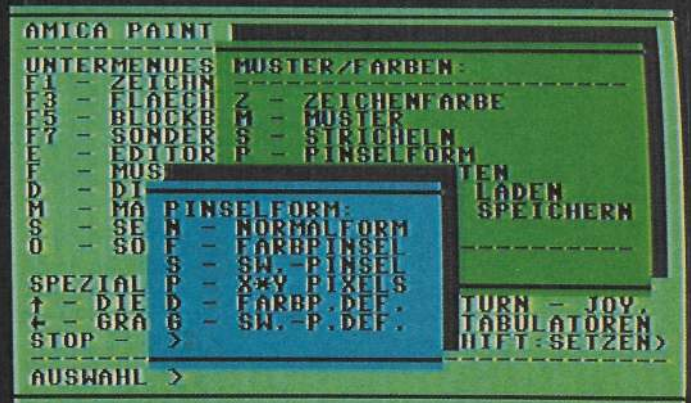 AMICA PAINT
UNTERMENUES
F1 - ZEICHN
F3 - FLAECH
F5 - BLOCKB
F7 - SONDER
E - EDITOR
F - MUS
D - DI
M - MA
S - SE
O - SO
SPEZIAL
↑ - DIE
← - GRA
STOP -
AUSWAHL >
MUSTER/FARBEN:
Z - ZEICHENFARBE
M - MUSTER
S - STRICHELN
P - PINSELFORM
TEN
LADEN
SPEICHERN
PINSELFORM:
N - NORMALFORM
F - FARBPINSEL
S - SW.-PINSEL
P - X*Y PIXELS
D - FARBP.DEF.
G - SW.-P.DEF.
>
TURN - JOY.
TABULATOREN
HIFT:SETZEN)